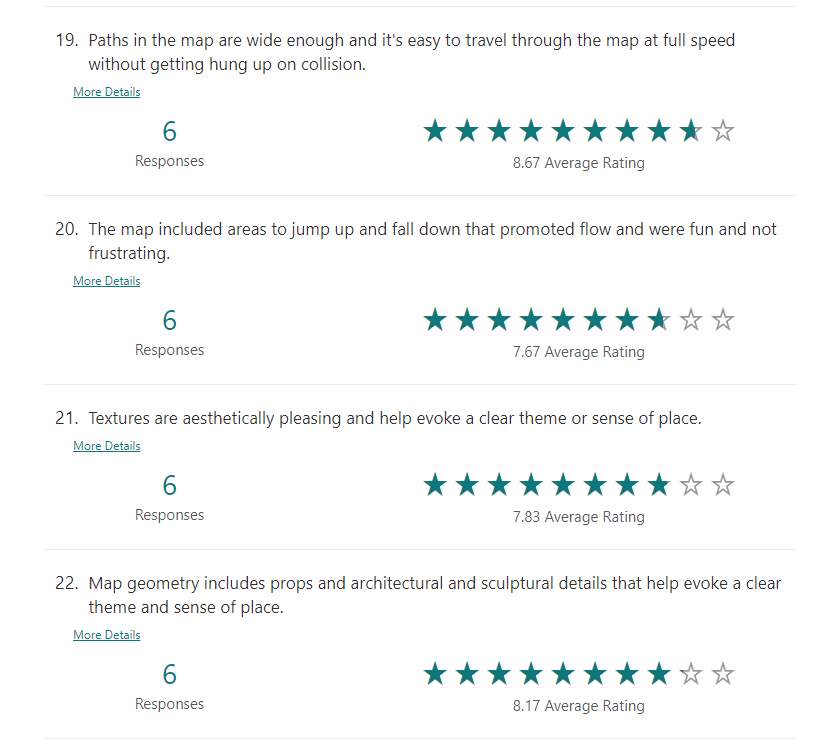 19. Paths in the map are wide enough and it's easy to travel through the map at full speed
without getting hung up on collision.
More Details
6
Responses
8.67 Average Rating
20. The map included areas to jump up and fall down that promoted flow and were fun and not
frustrating.
More Details
6
Responses
7.67 Average Rating
21. Textures are aesthetically pleasing and help evoke a clear theme or sense of place.
More Details
6
Responses
7.83 Average Rating
22. Map geometry includes props and architectural and sculptural details that help evoke a clear
theme and sense of place.
More Details
6
Responses
8.17 Average Rating